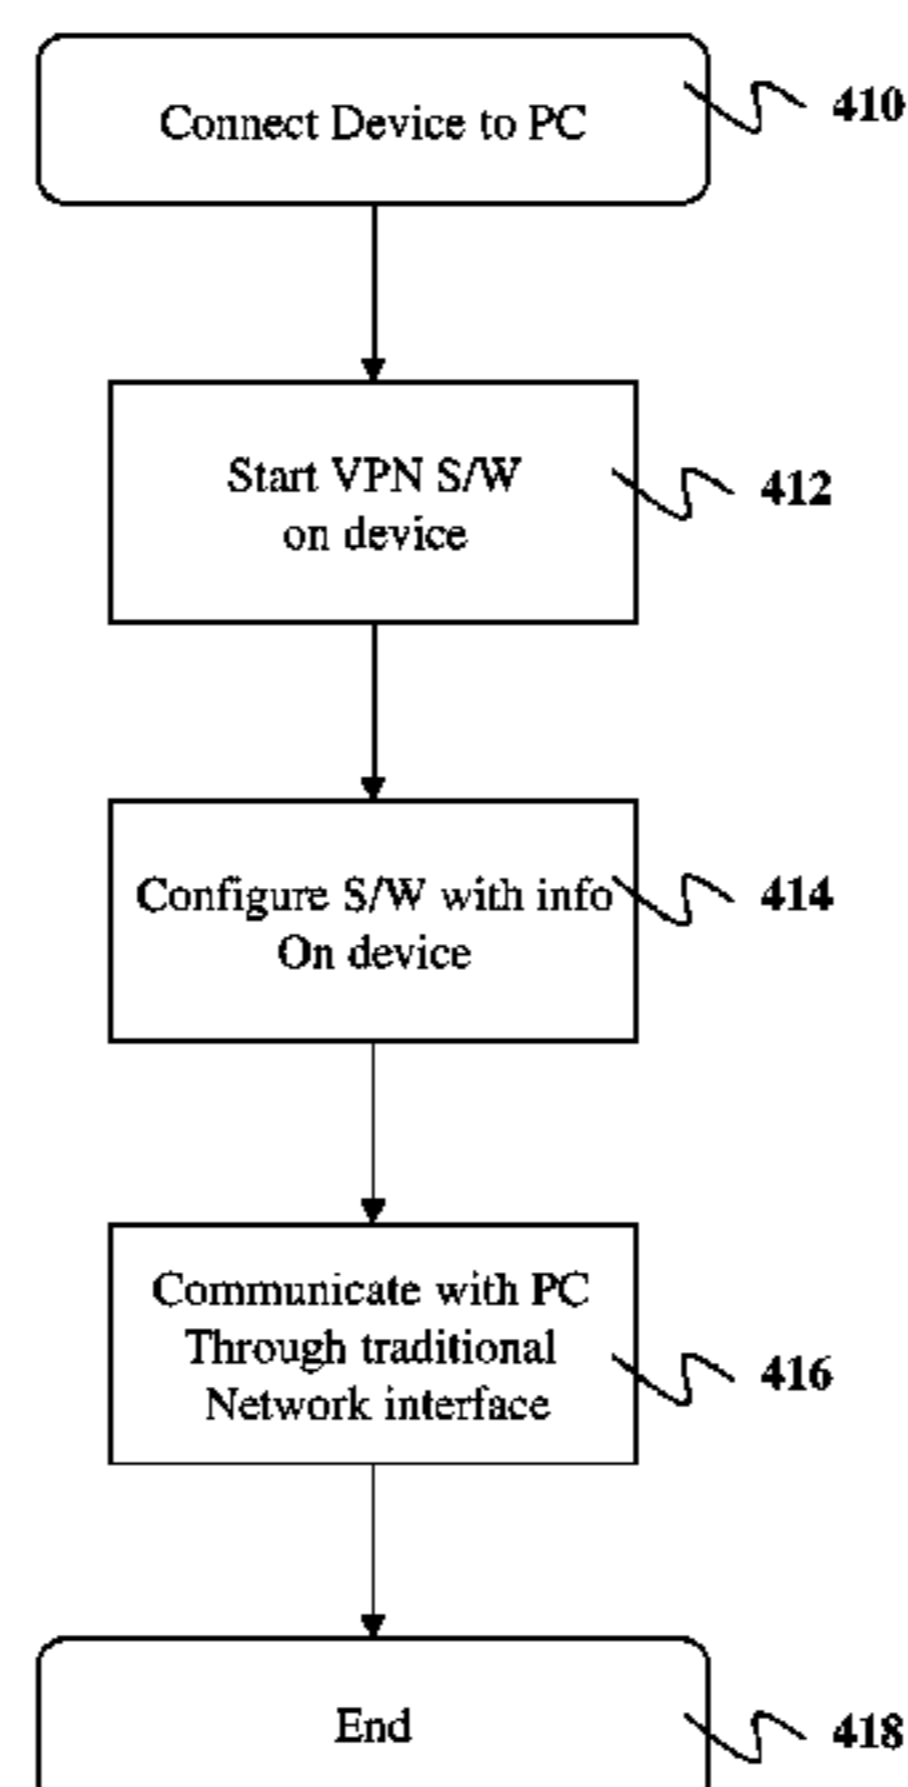 Connect Device to PC
410
Start VPN S/W
on device
412
Configure S/W with info
On device
414
Communicate with PC
Through traditional
Network interface
416
End
418